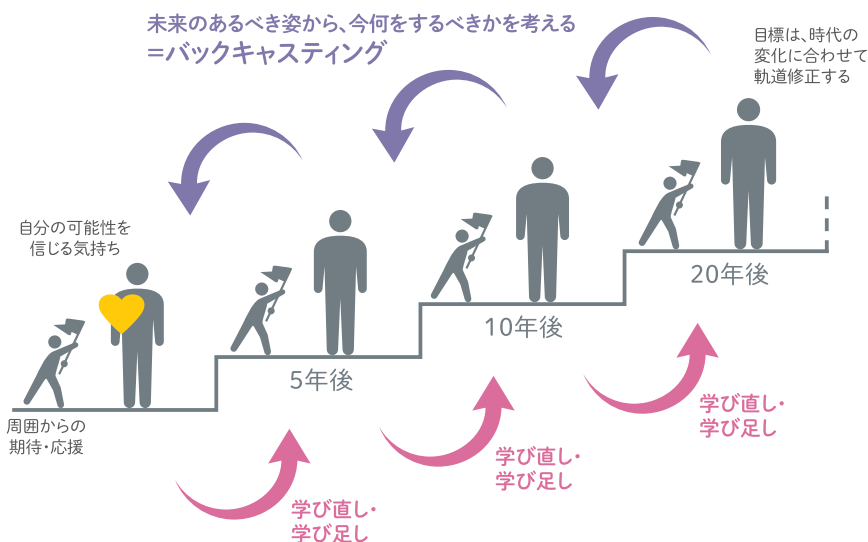 未来のあるべき姿から、今何をするべきかを考える
=バックキャスティング
目標は、時代の
変化に合わせて
軌道修正する
自分の可能性を
信じる気持ち
20年後
10年後
5年後
周囲からの
期待・応援
学び直し・
学び足し
学び直し・
学び足し
学び直し・
学び足し